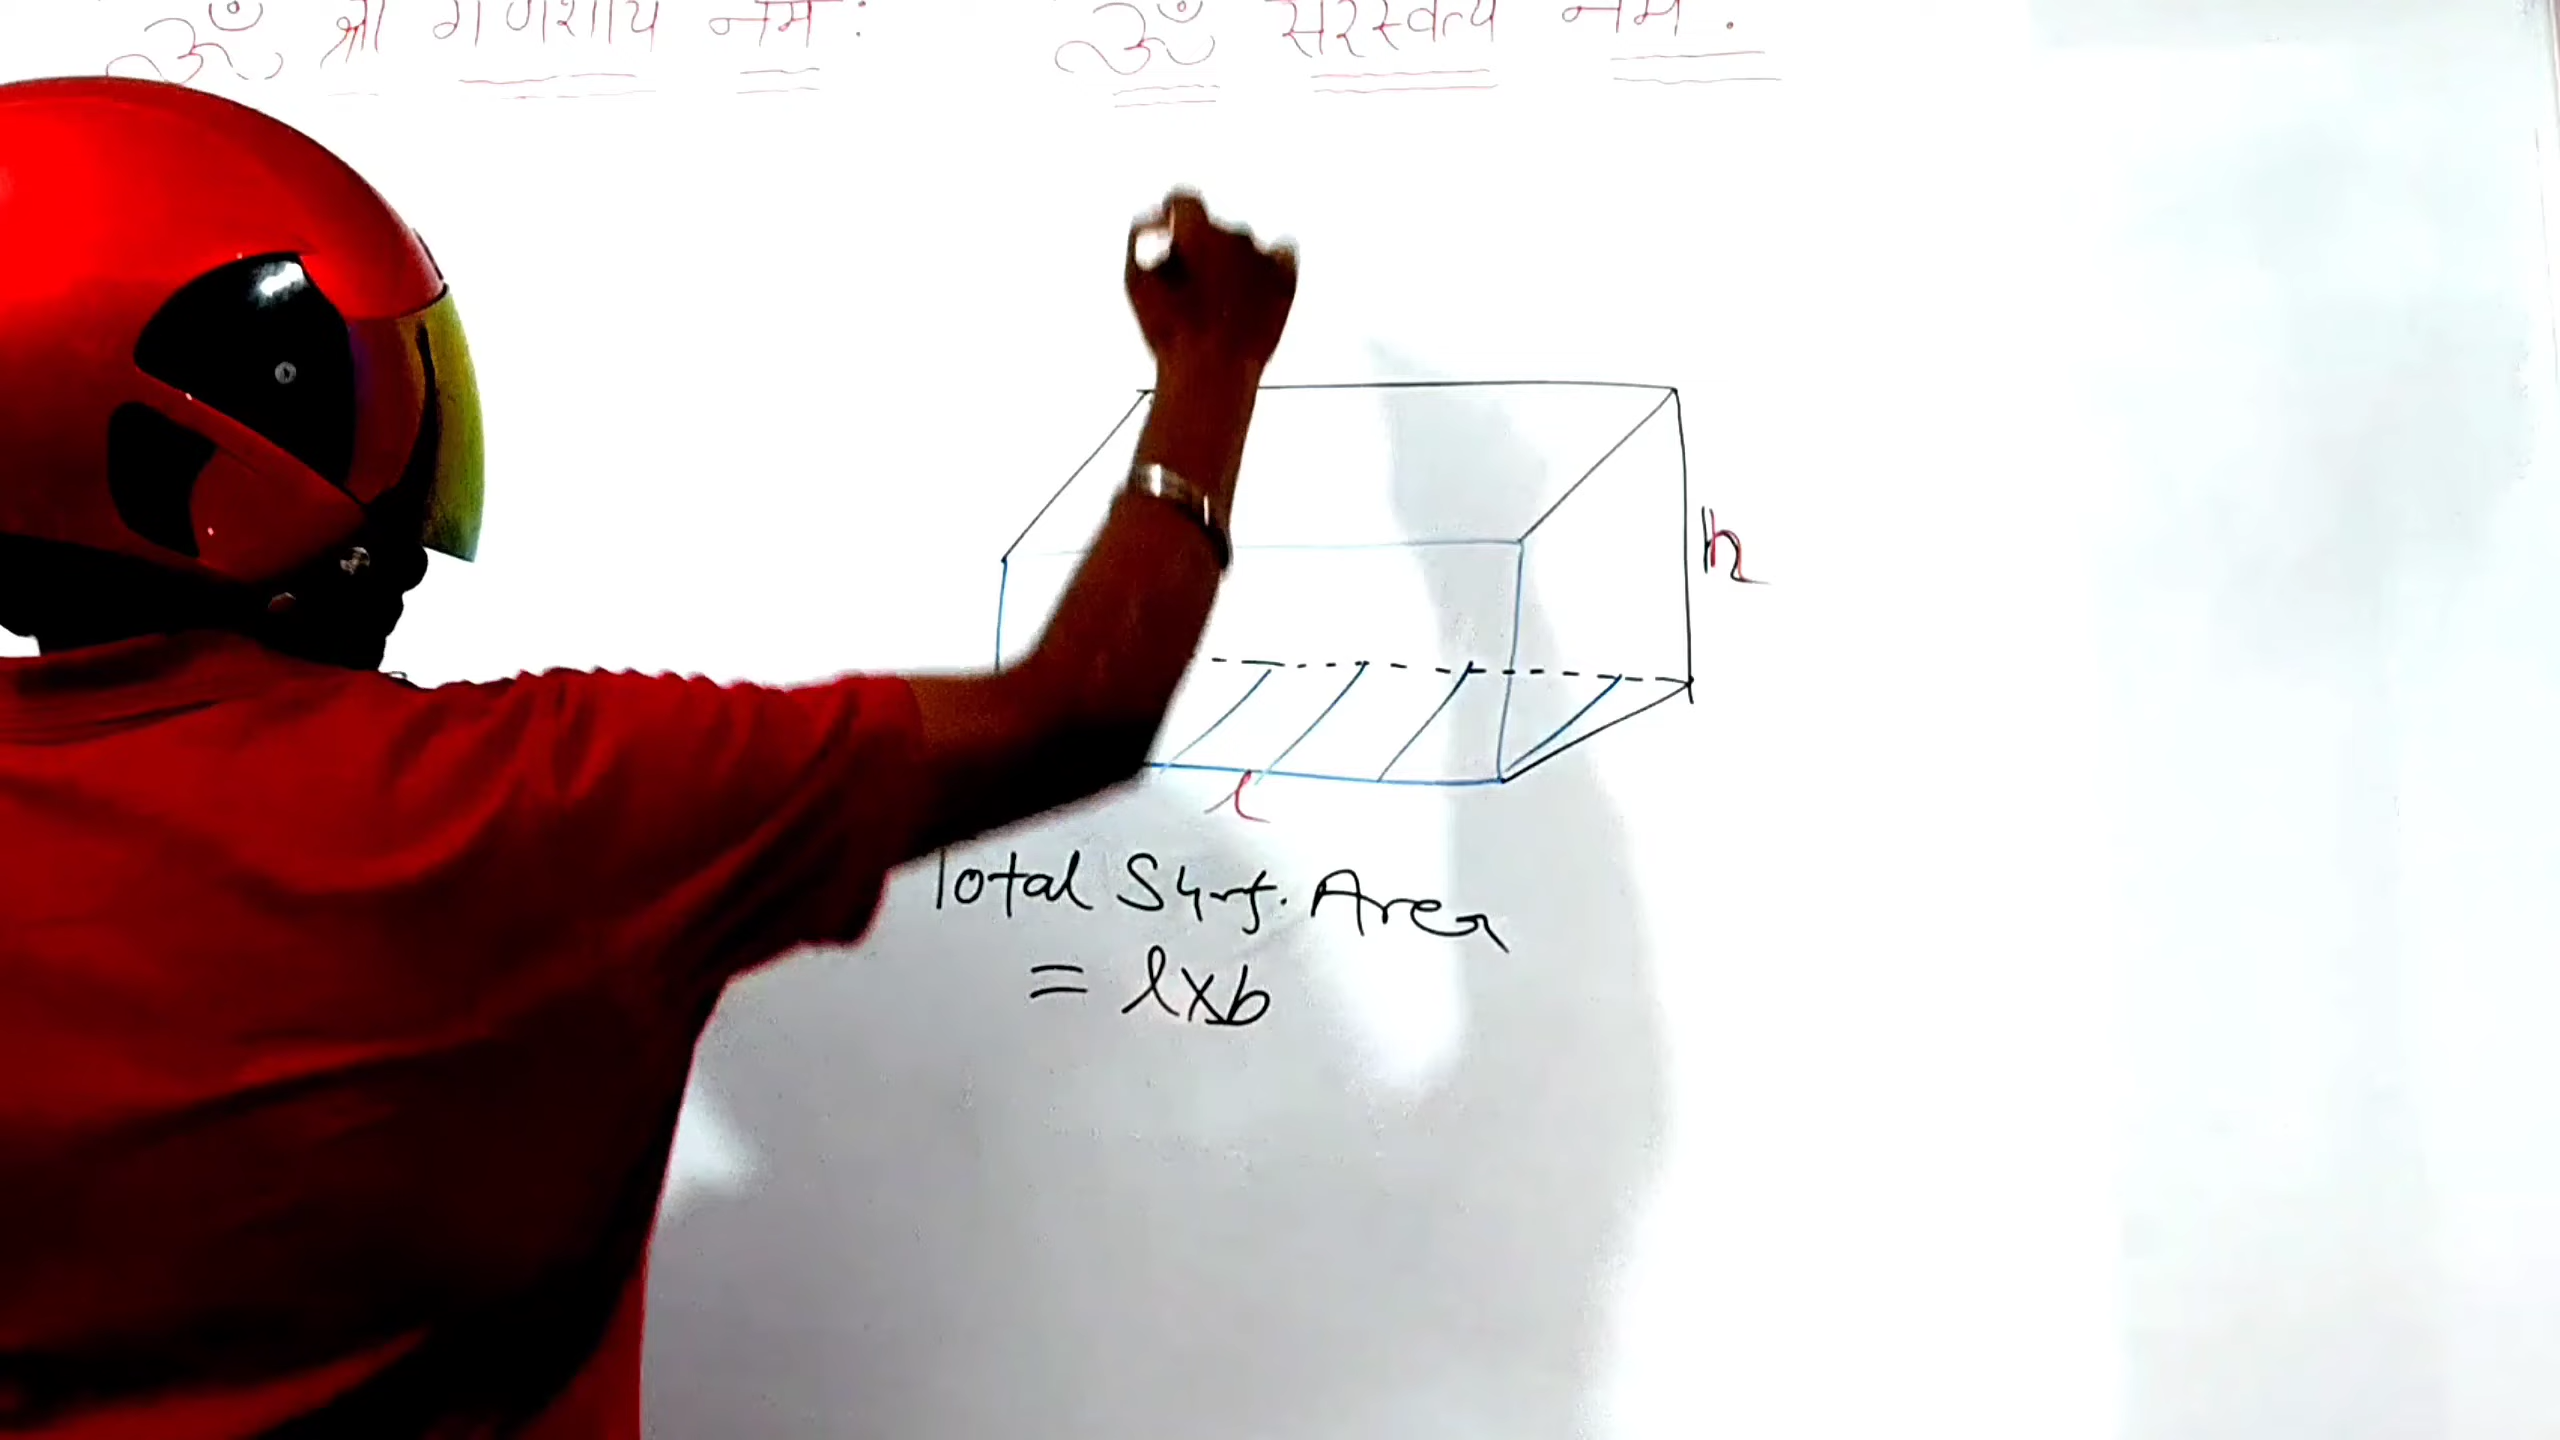 ॐ श्री गणेशाय नमः ॐ सरस्वत्यै नमः
h
l
Total Surf. Area
= l×b